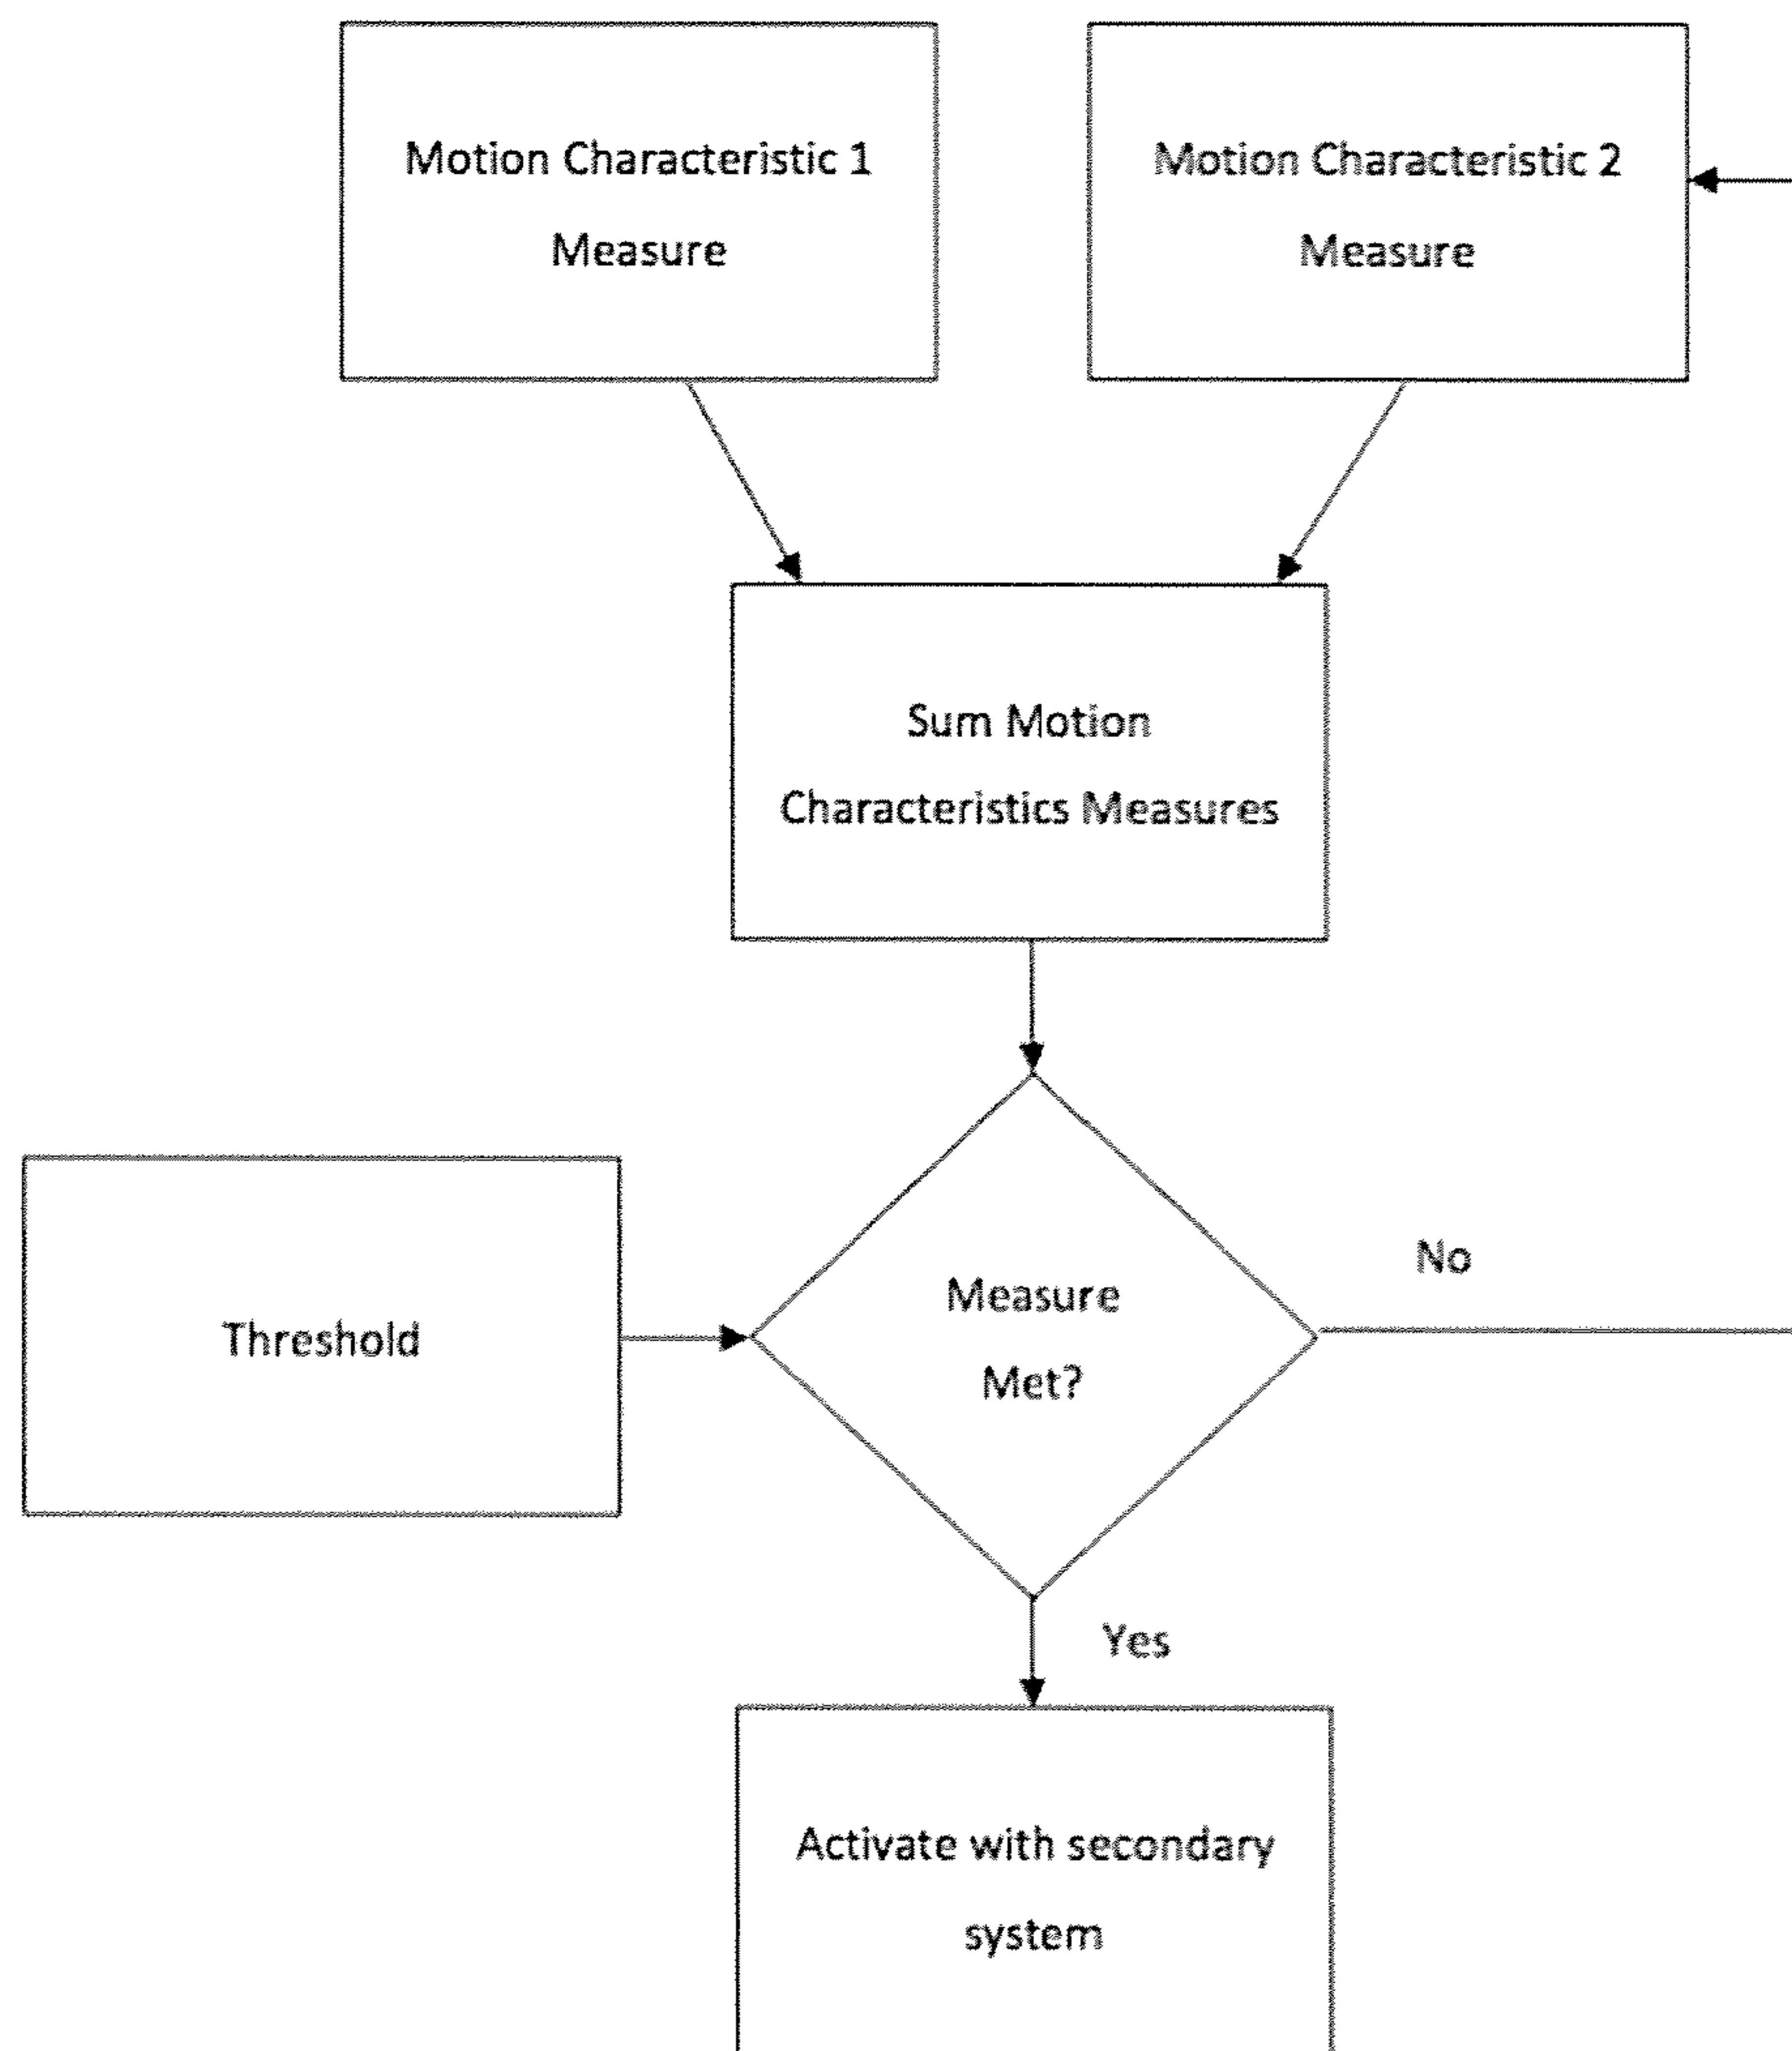 Motion Characteristic 1
Measure
Motion Characteristic 2
Measure
Sum Motion
Characteristics Measures
Threshold
Measure
Met?
No
Yes
Activate with secondary
system